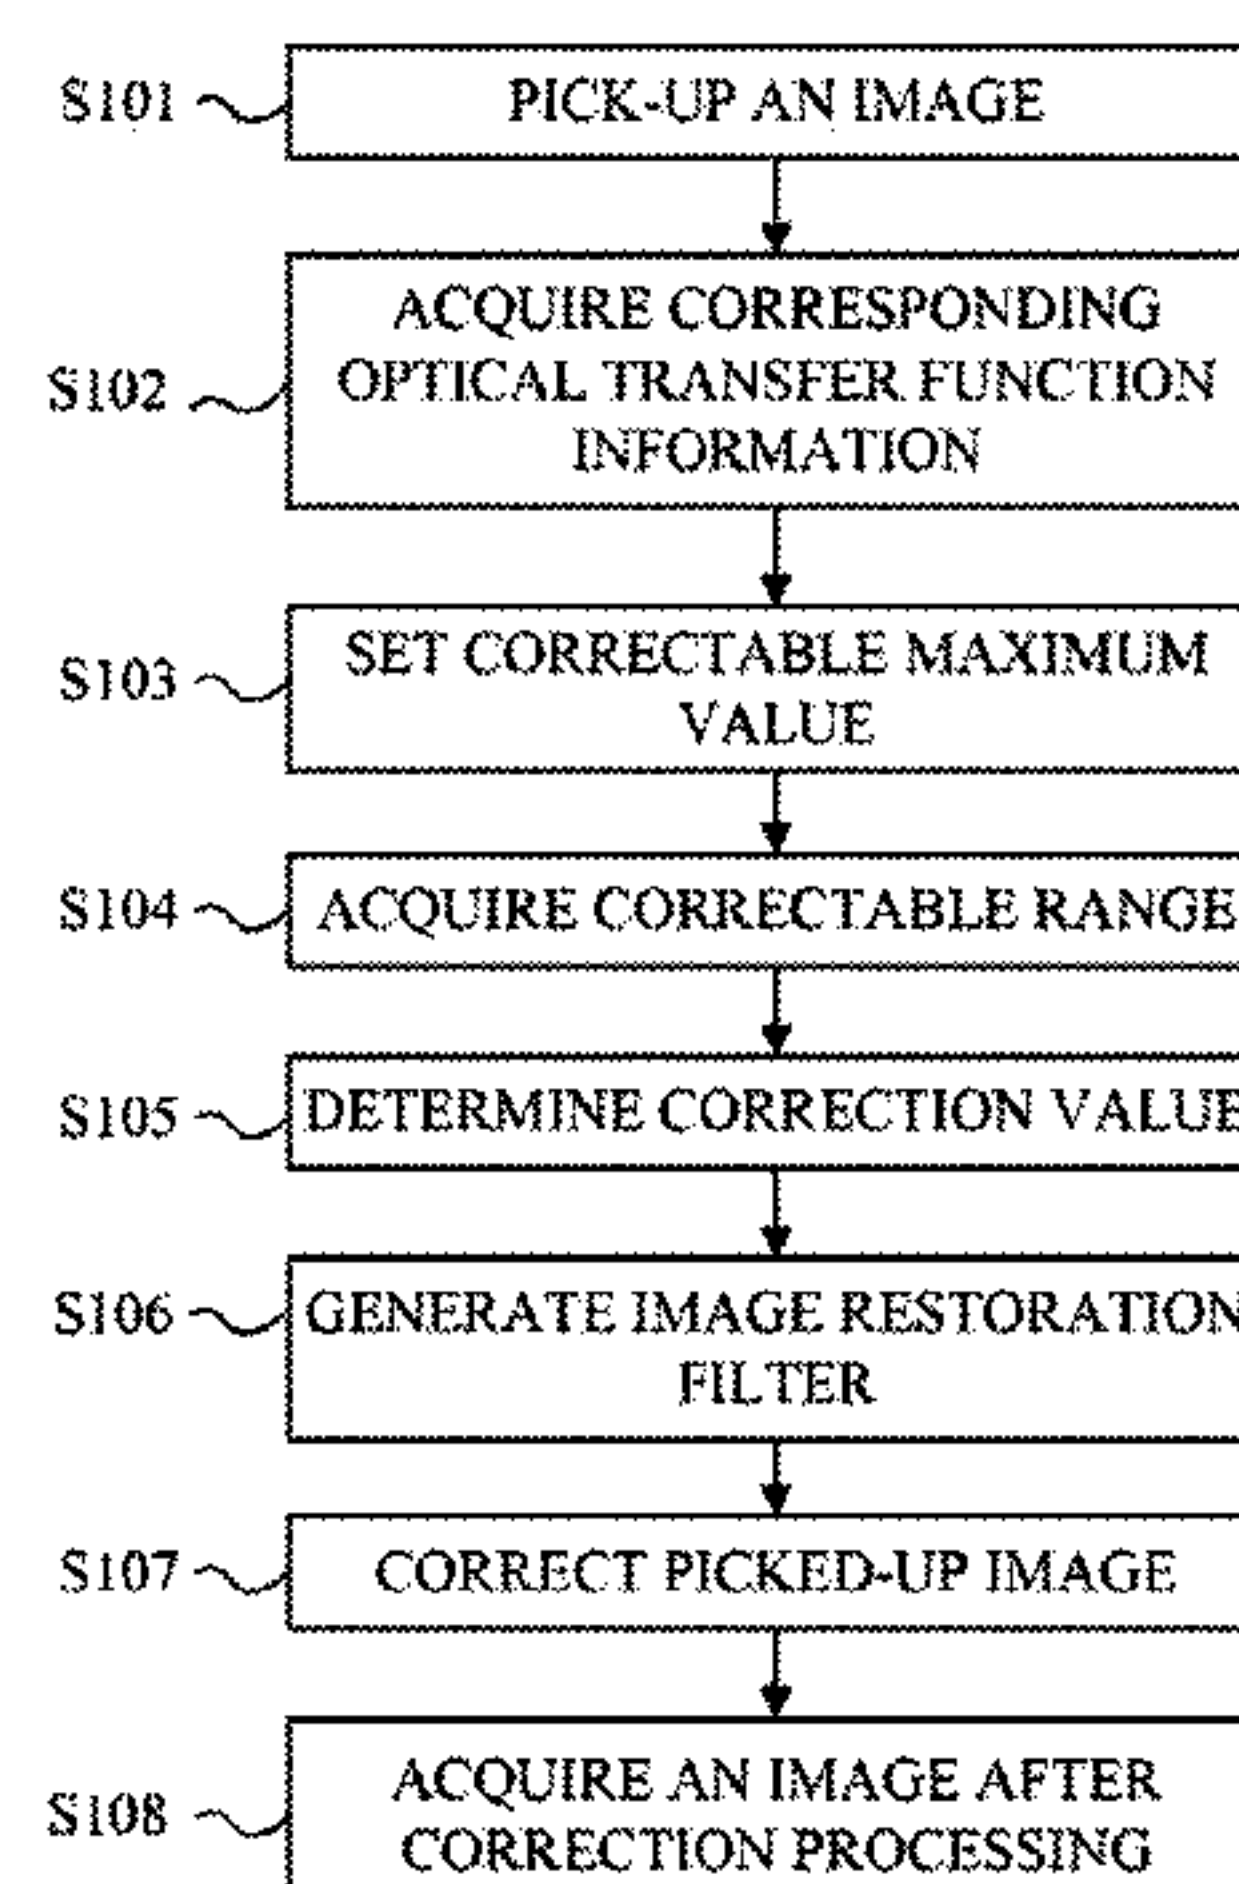 S101 PICK-UP AN IMAGE
ACQUIRE CORRESPONDING
S102 OPTICAL TRANSFER FUNCTION
INFORMATION
S103 SET CORRECTABLE MAXIMUM
VALUE
S104 ACQUIRE CORRECTABLE RANGE
S105 DETERMINE CORRECTION VALUE
S106 GENERATE IMAGE RESTORATION
FILTER
S107 CORRECT PICKED-UP IMAGE
S108 ACQUIRE AN IMAGE AFTER
CORRECTION PROCESSING